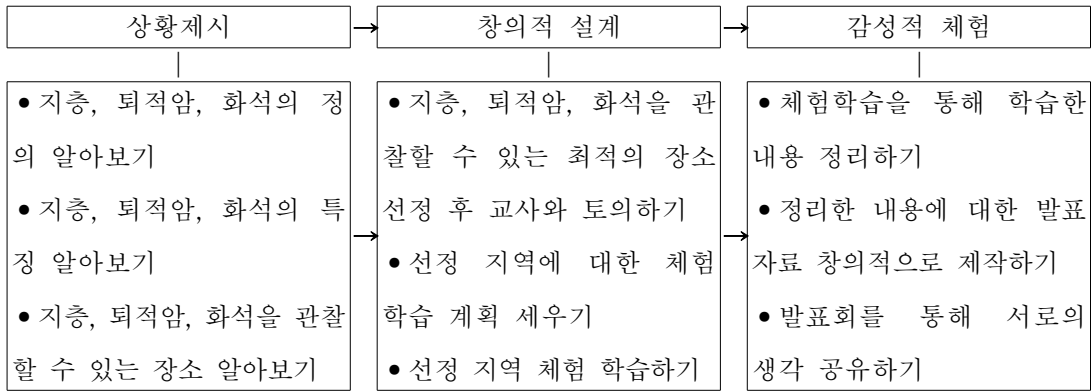 상황제시
창의적 설계
감성적 체험
● 지층, 퇴적암, 화석의 정
의 알아보기
● 지층, 퇴적암, 화석의 특
징 알아보기
● 지층, 퇴적암, 화석을 관찰
할 수 있는 장소 알아보기
● 지층, 퇴적암, 화석을 관
찰할 수 있는 최적의 장소
선정 후 교사와 토의하기
● 선정 지역에 대한 체험
학습 계획 세우기
● 선정 지역 체험 학습하기
● 체험학습을 통해 학습한
내용 정리하기
● 정리한 내용에 대한 발표
자료 창의적으로 제작하기
● 발표회를 통해 서로의
생각 공유하기